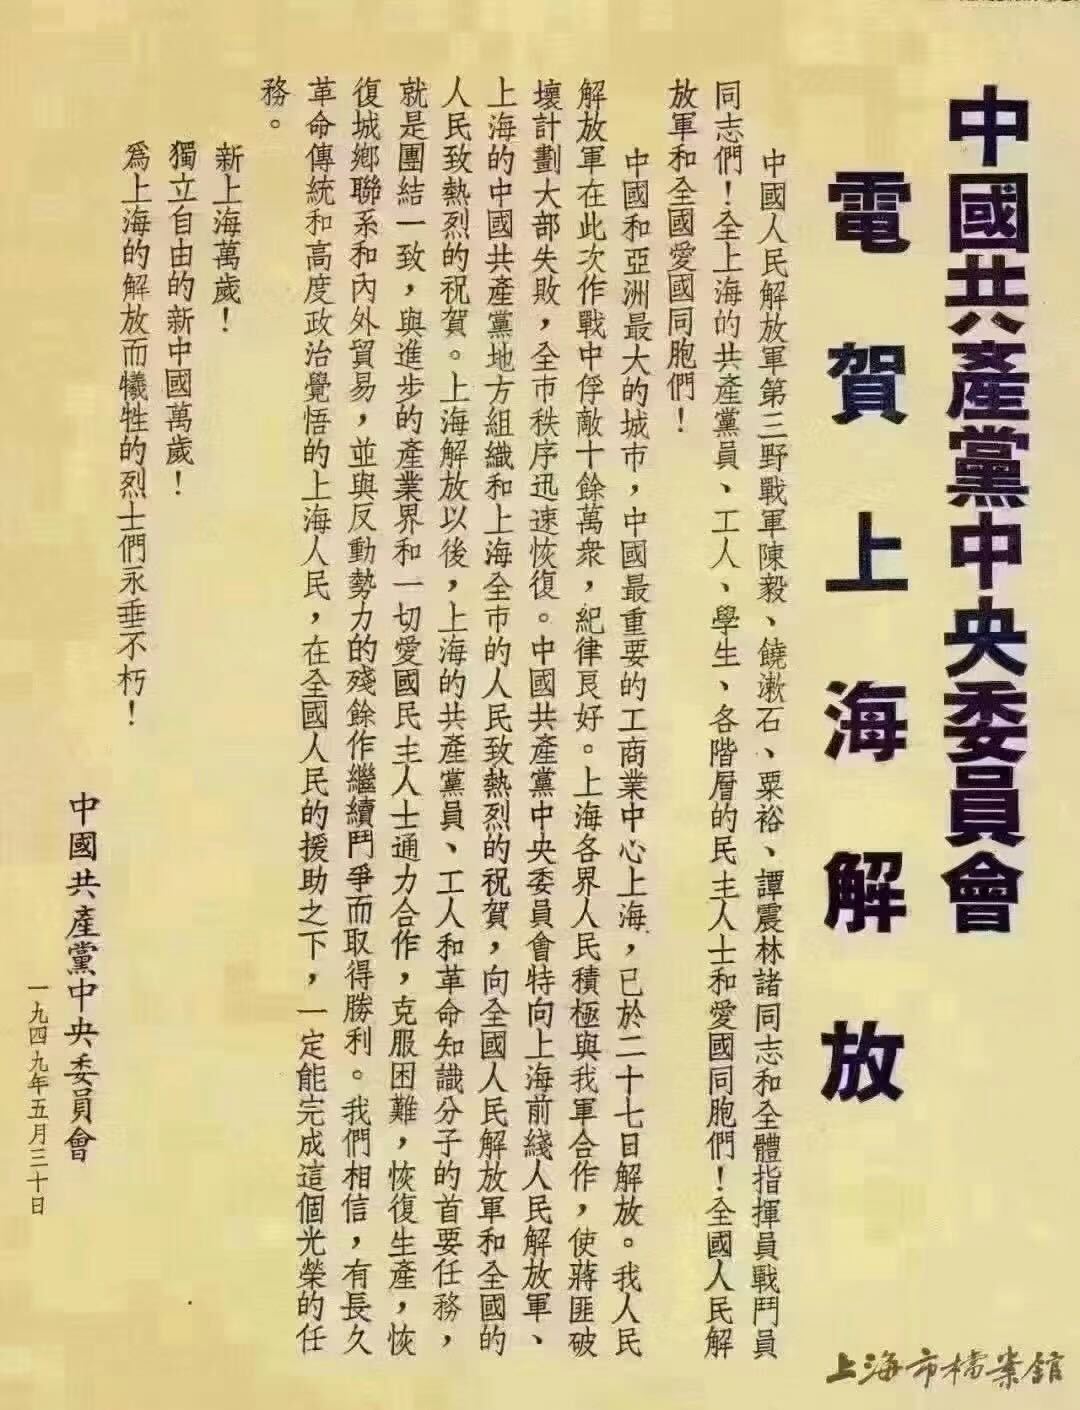 中國共產黨中央委員會
電賀上海解放
中國人民解放軍第三野戰軍陳毅、饒漱石、粟裕、譚震林諸同志和全體指揮員戰鬥員
同志們！全上海的共產黨員、工人、學生、各階層的民主人士和愛國同胞們！全國人民解
放軍和全國愛國同胞們！
中國和亞洲最大的城市，中國最重要的工商業中心上海，已於二十七日解放。我人民
解放軍在此次作戰中俘敵十餘萬衆，紀律良好。上海各界人民積極與我軍合作，使蔣匪破
壞計劃大部失敗，全市秩序迅速恢復。中國共產黨中央委員會特向上海前綫人民解放軍、
上海的中國共產黨地方組織和上海全市的人民致熱烈的祝賀，向全國人民解放軍和全國的
人民致熱烈的祝賀。上海解放以後，上海的共產黨員、工人和革命知識分子的首要任務，
就是團結一致，與進步的產業界和一切愛國民主人士通力合作，克服困難，恢復生產，恢
復城鄉聯系和內外貿易，並與反動勢力的殘餘作繼續鬥爭而取得勝利。我們相信，有長久
革命傳統和高度政治覺悟的上海人民，在全國人民的援助之下，一定能完成這個光榮的任
務。
新上海萬歲！
獨立自由的新中國萬歲！
爲上海的解放而犧牲的烈士們永垂不朽！
中國共產黨中央委員會
一九四九年五月三十日
上海市檔案館